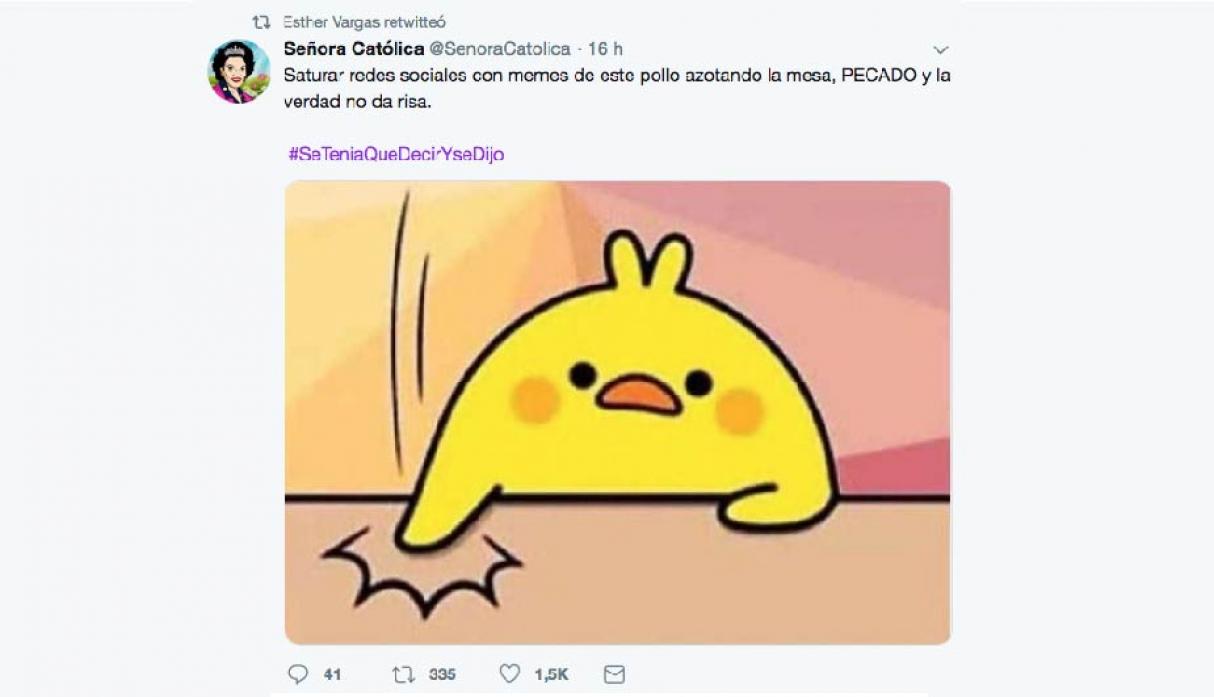 Esther Vargas retwitteó
Señora Católica @SenoraCatolica · 16 h
Saturar redes sociales con memes de este pollo azotando la mesa, PECADO y la
verdad no da risa.
#SeTeniaQueDecirYseDijo
41 335 1,5K